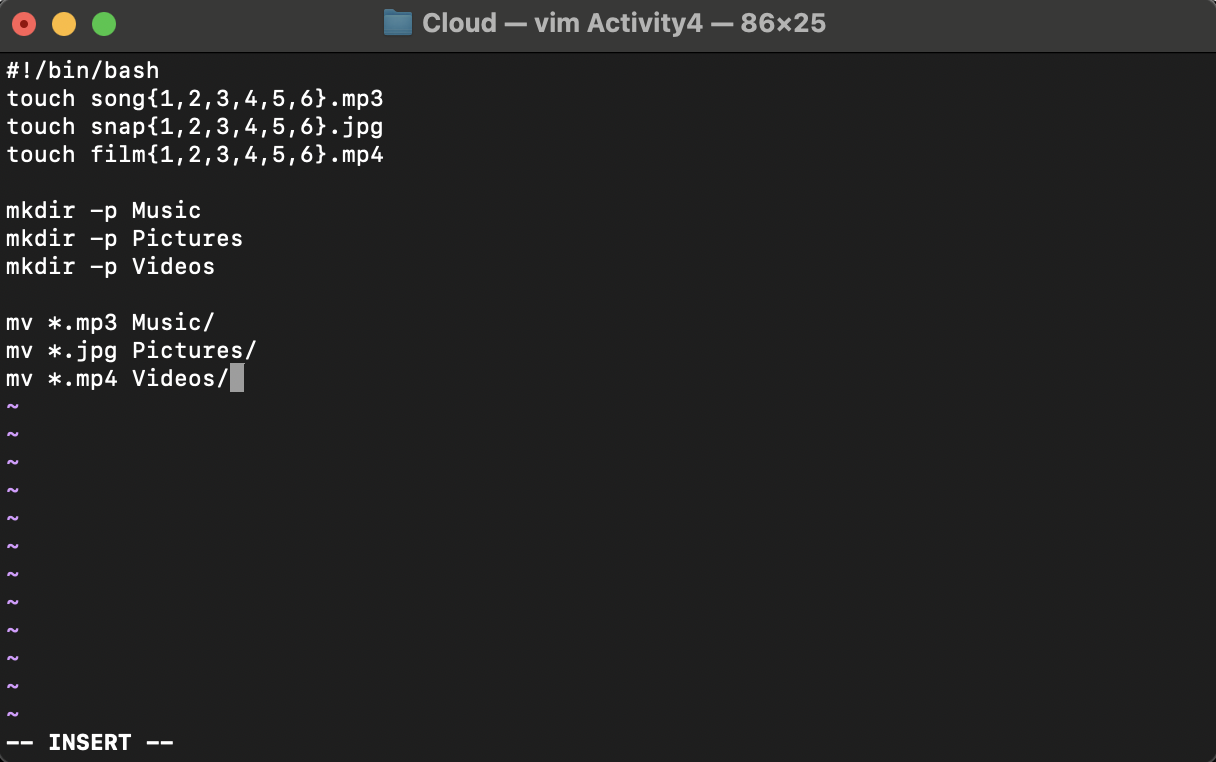 Cloud — vim Activity4 — 86×25
#!/bin/bash
touch song{1,2,3,4,5,6}.mp3
touch snap{1,2,3,4,5,6}.jpg
touch film{1,2,3,4,5,6}.mp4

mkdir -p Music
mkdir -p Pictures
mkdir -p Videos

mv *.mp3 Music/
mv *.jpg Pictures/
mv *.mp4 Videos/
~
~
~
~
~
~
~
~
~
~
~
~
-- INSERT --